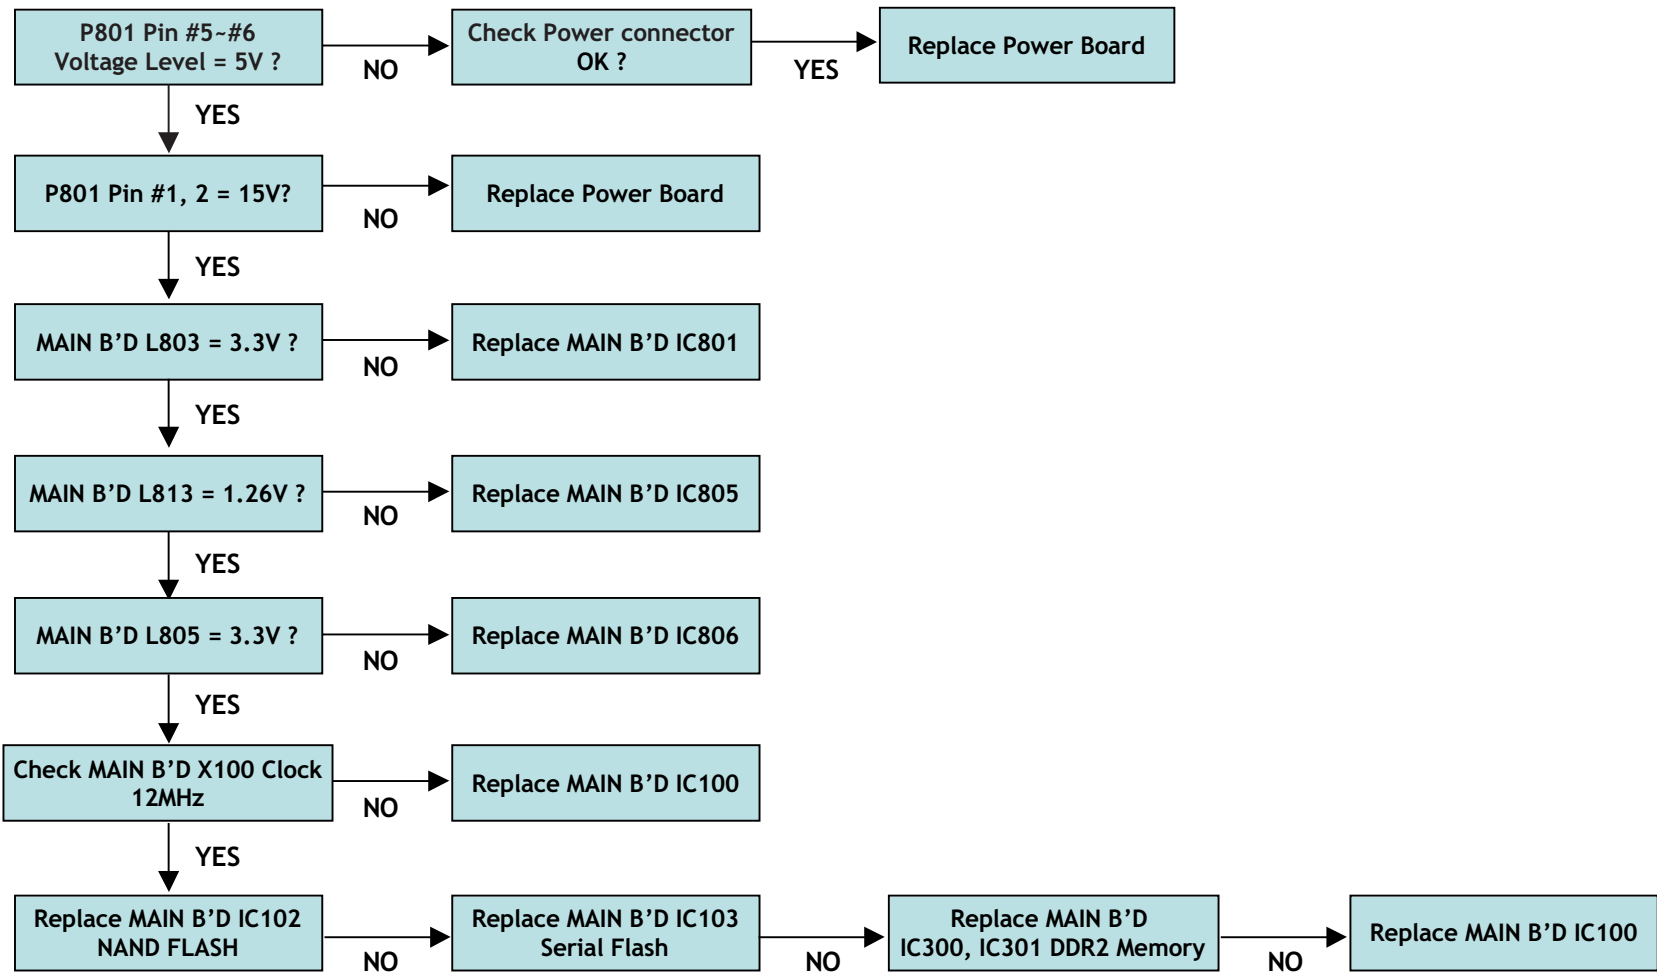 P801 Pin #5~#6
Voltage Level = 5V ?
NO
Check Power connector
OK ?
YES
Replace Power Board
YES
P801 Pin #1, 2 = 15V?
NO
Replace Power Board
YES
MAIN B’D L803 = 3.3V ?
NO
Replace MAIN B’D IC801
YES
MAIN B’D L813 = 1.26V ?
NO
Replace MAIN B’D IC805
YES
MAIN B’D L805 = 3.3V ?
NO
Replace MAIN B’D IC806
YES
Check MAIN B’D X100 Clock
12MHz
NO
Replace MAIN B’D IC100
YES
Replace MAIN B’D IC102
NAND FLASH
NO
Replace MAIN B’D IC103
Serial Flash
NO
Replace MAIN B’D
IC300, IC301 DDR2 Memory
NO
Replace MAIN B’D IC100